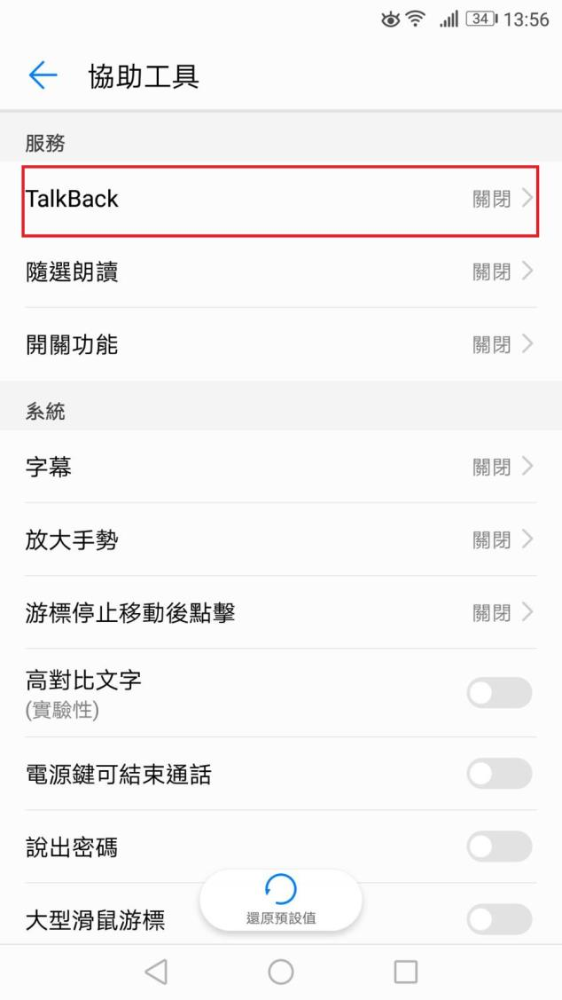 34 13:56
協助工具
服務
TalkBack 關閉
隨選朗讀 關閉
開關功能 關閉
系統
字幕 關閉
放大手勢 關閉
游標停止移動後點擊 關閉
高對比文字
(實驗性)
電源鍵可結束通話
說出密碼
大型滑鼠游標
還原預設值